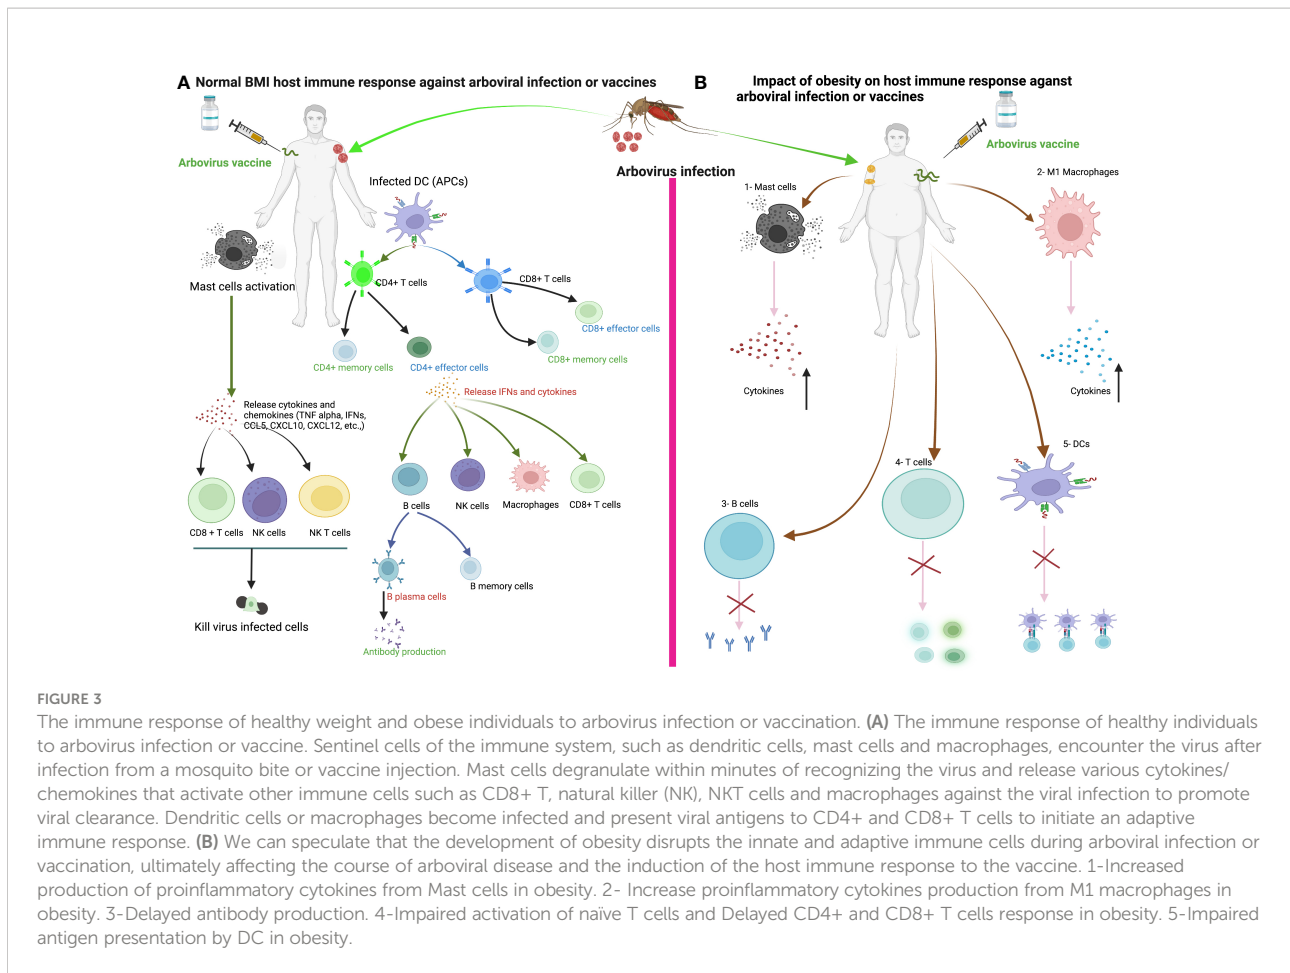 A Normal BMI host immune response against arboviral infection or vaccines
Arbovirus vaccine
Infected DC (APCs)
Mast cells activation
CD4+ T cells
CD8+ T cells
CD8+ effector cells
CD8+ memory cells
CD4+ memory cells
CD4+ effector cells
Release cytokines and
chemokines (TNF alpha, IFNs,
CCL5, CXCL10, CXCL12, etc.,)
Release IFNs and cytokines
CD8 + T cells
NK cells
NK T cells
B cells
NK cells
Macrophages
CD8+ T cells
Kill virus infected cells
B plasma cells
B memory cells
Antibody production
Arbovirus infection
B Impact of obesity on host immune response aganst
arboviral infection or vaccines
Arbovirus vaccine
1- Mast cells
2- M1 Macrophages
Cytokines
Cytokines
3- B cells
4- T cells
5- DCs
FIGURE 3
The immune response of healthy weight and obese individuals to arbovirus infection or vaccination. (A) The immune response of healthy individuals
to arbovirus infection or vaccine. Sentinel cells of the immune system, such as dendritic cells, mast cells and macrophages, encounter the virus after
infection from a mosquito bite or vaccine injection. Mast cells degranulate within minutes of recognizing the virus and release various cytokines/
chemokines that activate other immune cells such as CD8+ T, natural killer (NK), NKT cells and macrophages against the viral infection to promote
viral clearance. Dendritic cells or macrophages become infected and present viral antigens to CD4+ and CD8+ T cells to initiate an adaptive
immune response. (B) We can speculate that the development of obesity disrupts the innate and adaptive immune cells during arboviral infection or
vaccination, ultimately affecting the course of arboviral disease and the induction of the host immune response to the vaccine. 1-Increased
production of proinflammatory cytokines from Mast cells in obesity. 2- Increase proinflammatory cytokines production from M1 macrophages in
obesity. 3-Delayed antibody production. 4-Impaired activation of naïve T cells and Delayed CD4+ and CD8+ T cells response in obesity. 5-Impaired
antigen presentation by DC in obesity.